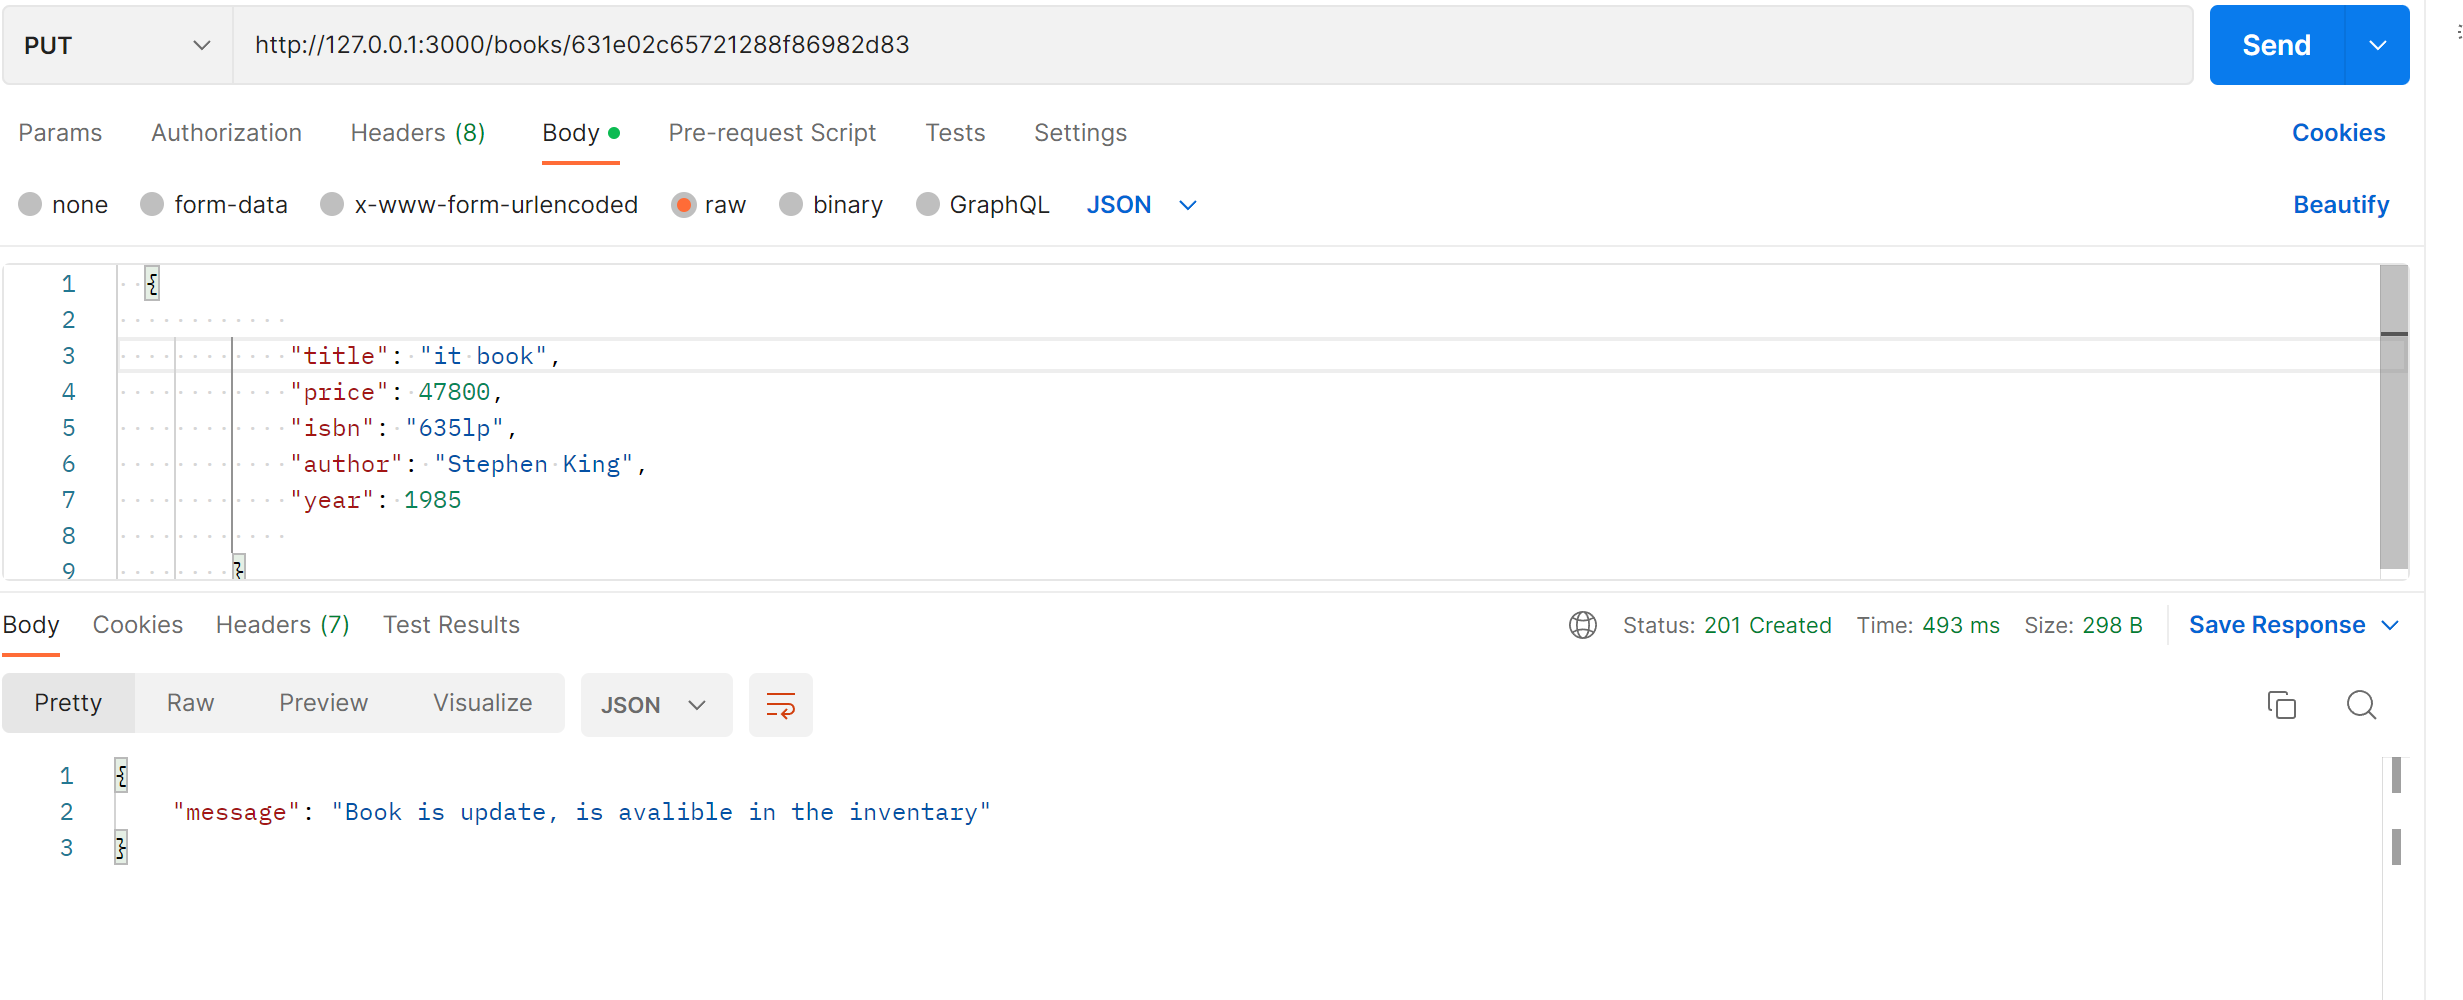 PUT http://127.0.0.1:3000/books/631e02c65721288f86982d83 Send
Params Authorization Headers (8) Body Pre-request Script Tests Settings Cookies
none form-data x-www-form-urlencoded raw binary GraphQL JSON Beautify
1 {
2
3 "title": "it book",
4 "price": 47800,
5 "isbn": "635lp",
6 "author": "Stephen King",
7 "year": 1985
8
9 }
Body Cookies Headers (7) Test Results Status: 201 Created Time: 493 ms Size: 298 B Save Response
Pretty Raw Preview Visualize JSON
1 {
2 "message": "Book is update, is avalible in the inventary"
3 }